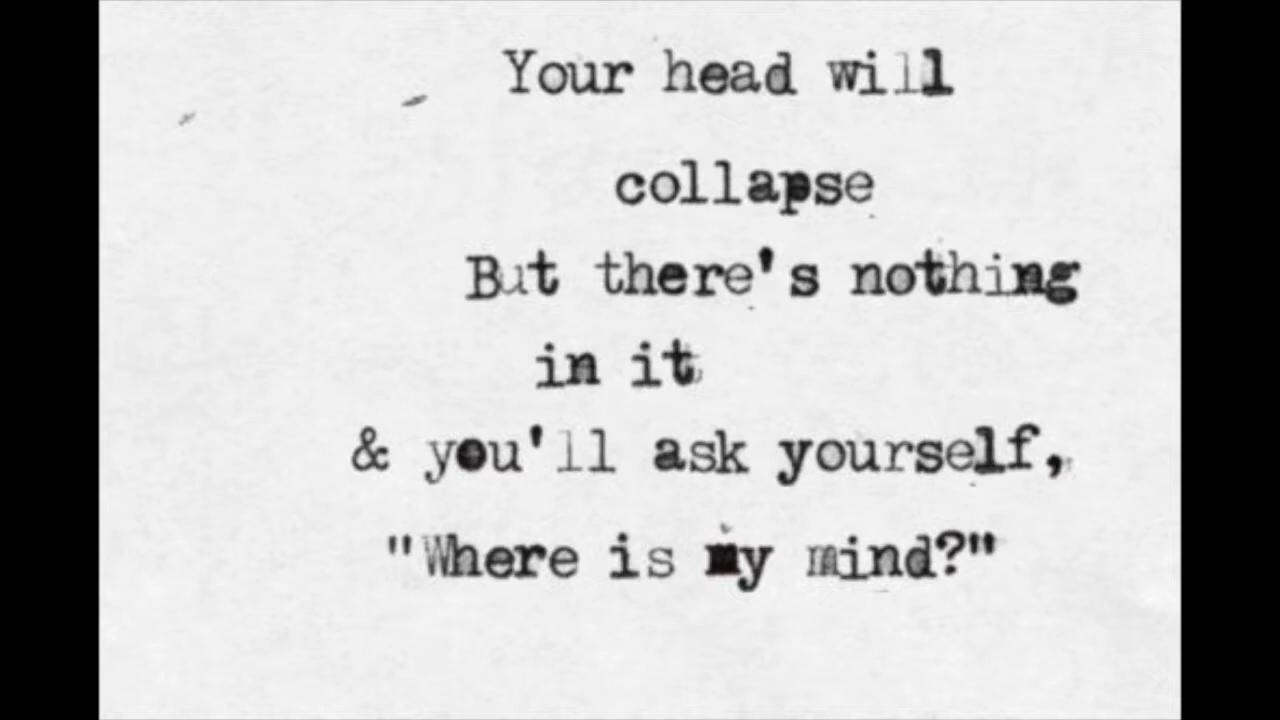 Your head will
collapse
But there's nothing
in it
& you'll ask yourself,
"Where is my mind?"